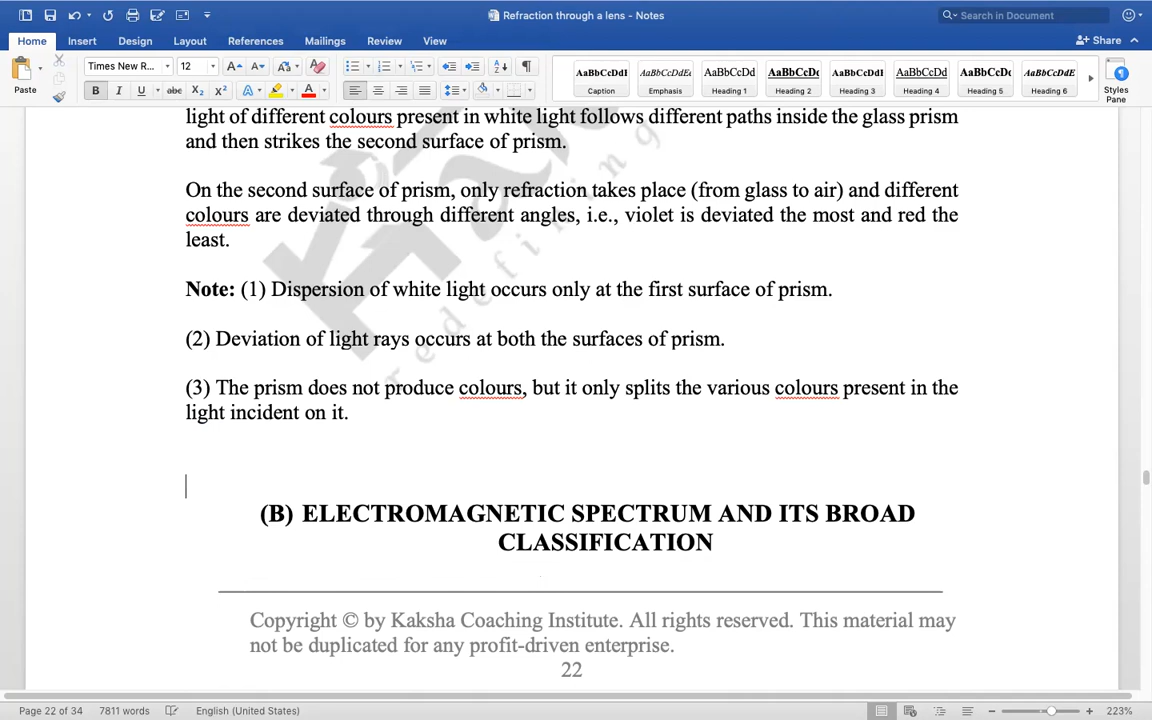 Refraction through a lens - Notes
Search in Document
Home Insert Design Layout References Mailings Review View
Share
Times New R... 12
Paste
AaBbCcDdI AaBbCcDdEe AaBbCcDd AaBbCcDc AaBbCcDdI AaBbCcDd AaBbCcDc AaBbCcDdE
Caption Emphasis Heading 1 Heading 2 Heading 3 Heading 4 Heading 5 Heading 6
Styles
Pane
light of different colours present in white light follows different paths inside the glass prism
and then strikes the second surface of prism.
On the second surface of prism, only refraction takes place (from glass to air) and different
colours are deviated through different angles, i.e., violet is deviated the most and red the
least.
Note: (1) Dispersion of white light occurs only at the first surface of prism.
(2) Deviation of light rays occurs at both the surfaces of prism.
(3) The prism does not produce colours, but it only splits the various colours present in the
light incident on it.
(B) ELECTROMAGNETIC SPECTRUM AND ITS BROAD
CLASSIFICATION
Copyright © by Kaksha Coaching Institute. All rights reserved. This material may
not be duplicated for any profit-driven enterprise.
22
Page 22 of 34 7811 words English (United States) 223%